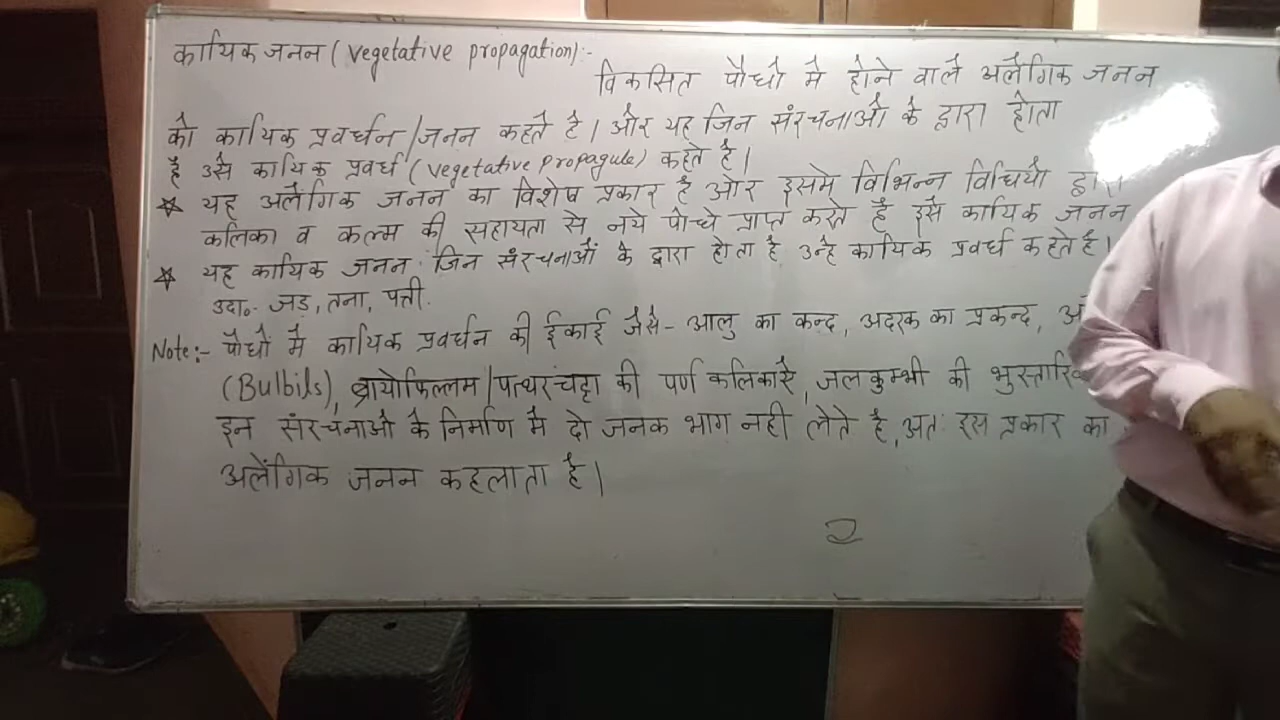 कायिक जनन (Vegetative propagation):-
विकसित पौधो मे होने वाले अलैगिक जनन
को कायिक प्रवर्धन/जनन कहते है। और यह जिन संरचनाओ के द्वारा होता
है उसे कायिक प्रवर्ध (Vegetative Propagule) कहते है।
☆ यह अलैगिक जनन का विशेष प्रकार है और इसमे विभिन्न विधियो द्वारा
कलिका व कल्म की सहायता से नये पौधे प्राप्त करते है इसे कायिक जनन
☆ यह कायिक जनन जिन संरचनाओं के द्वारा होता है उन्हे कायिक प्रवर्ध कहते है।
उदा०- जड़, तना, पत्ती.
Note:- पौधो मे कायिक प्रवर्धन की ईकाई जैसे - आलु का कन्द, अदरक का प्रकन्द,
(Bulbils), ब्रायोफिल्लम/पत्थरचट्टा की पर्ण कलिकाऐ, जलकुम्भी की
इन संरचनाओ के निर्माण मे दो जनक भाग नही लेते है, अतः इस प्रकार का
अलेंगिक जनन कहलाता है।
2